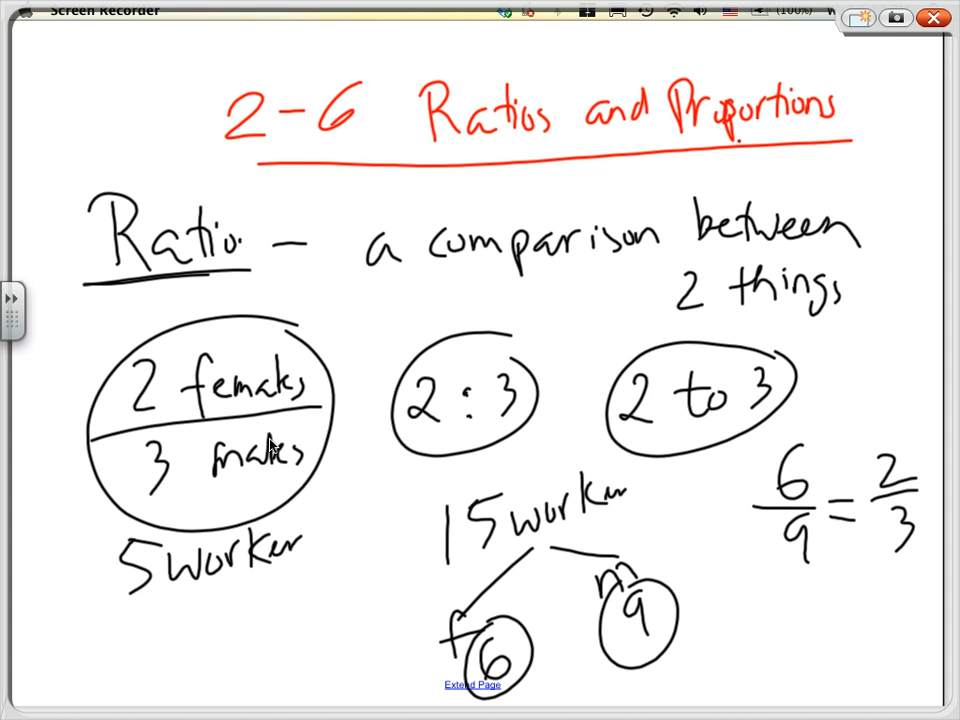 Screen Recorder
(100%)
2-6 Ratios and Proportions
Ratio - a comparison between
2 things
2 females
3 males
2 : 3
2 to 3
5 worker
15 worker
f 6
m 9
6/9 = 2/3
Extend Page